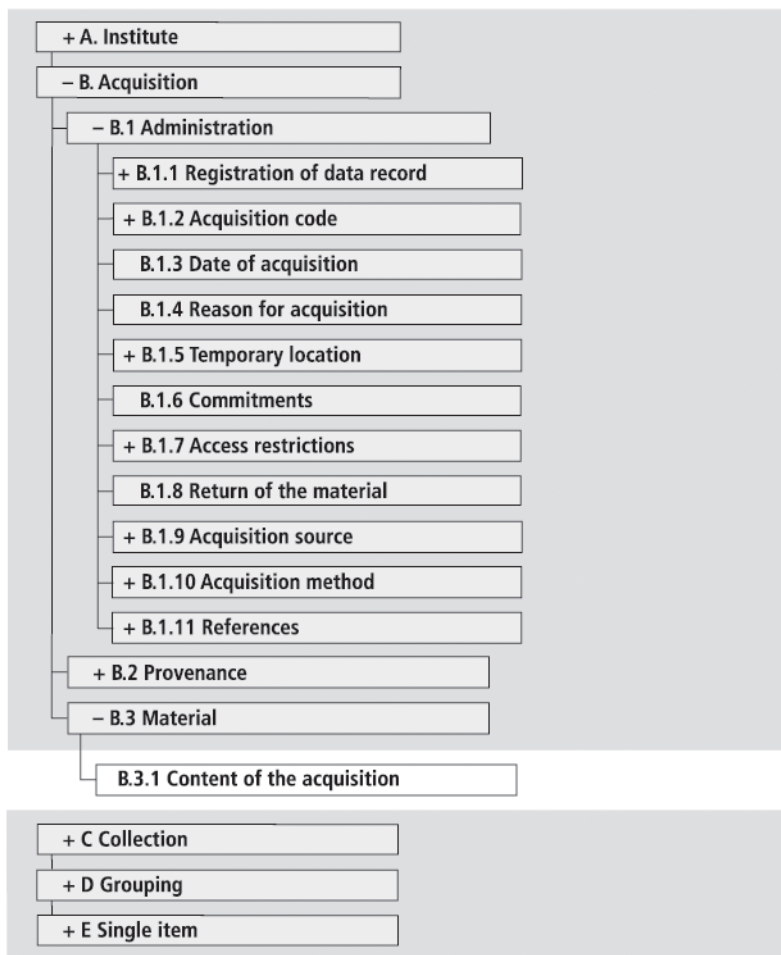 + A. Institute
– B. Acquisition
– B.1 Administration
+ B.1.1 Registration of data record
+ B.1.2 Acquisition code
B.1.3 Date of acquisition
B.1.4 Reason for acquisition
+ B.1.5 Temporary location
B.1.6 Commitments
+ B.1.7 Access restrictions
B.1.8 Return of the material
+ B.1.9 Acquisition source
+ B.1.10 Acquisition method
+ B.1.11 References
+ B.2 Provenance
– B.3 Material
B.3.1 Content of the acquisition
+ C Collection
+ D Grouping
+ E Single item